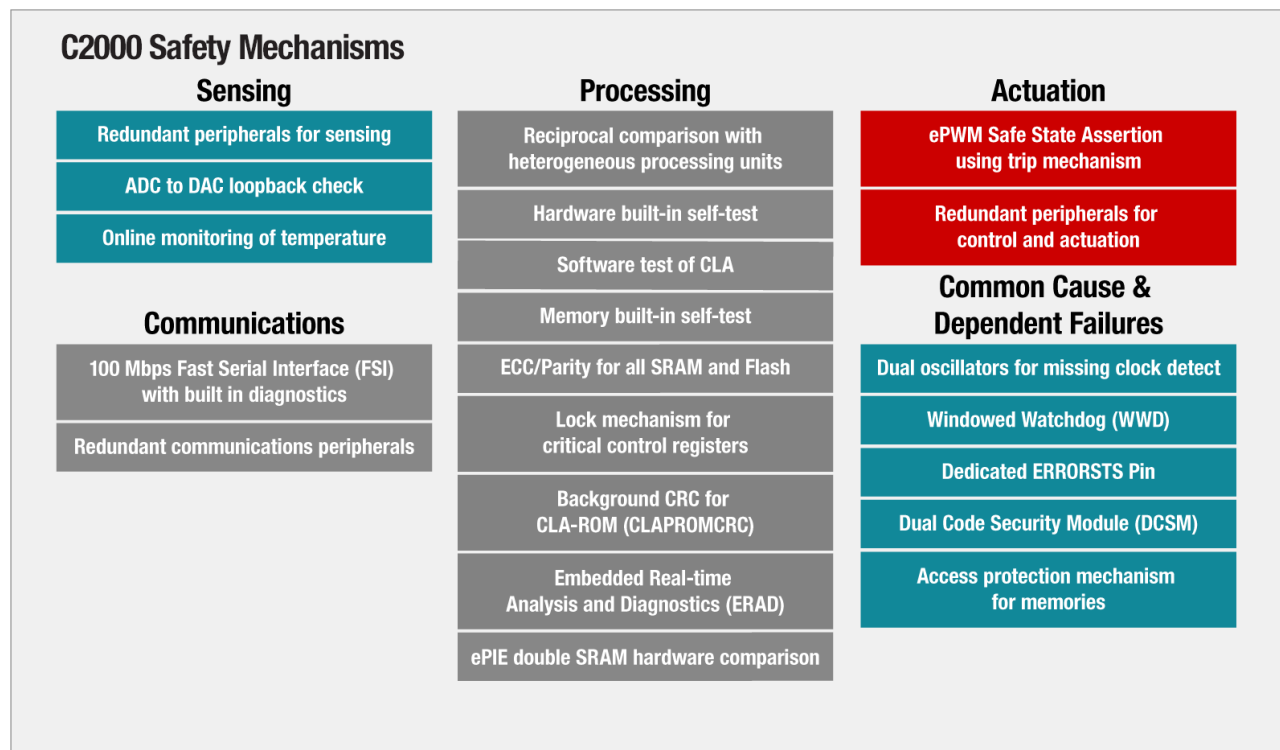 C2000 Safety Mechanisms
Sensing
Redundant peripherals for sensing
ADC to DAC loopback check
Online monitoring of temperature
Communications
100 Mbps Fast Serial Interface (FSI)
with built in diagnostics
Redundant communications peripherals
Processing
Reciprocal comparison with
heterogeneous processing units
Hardware built-in self-test
Software test of CLA
Memory built-in self-test
ECC/Parity for all SRAM and Flash
Lock mechanism for
critical control registers
Background CRC for
CLA-ROM (CLAPROMCRC)
Embedded Real-time
Analysis and Diagnostics (ERAD)
ePIE double SRAM hardware comparison
Actuation
ePWM Safe State Assertion
using trip mechanism
Redundant peripherals for
control and actuation
Common Cause &
Dependent Failures
Dual oscillators for missing clock detect
Windowed Watchdog (WWD)
Dedicated ERRORSTS Pin
Dual Code Security Module (DCSM)
Access protection mechanism
for memories